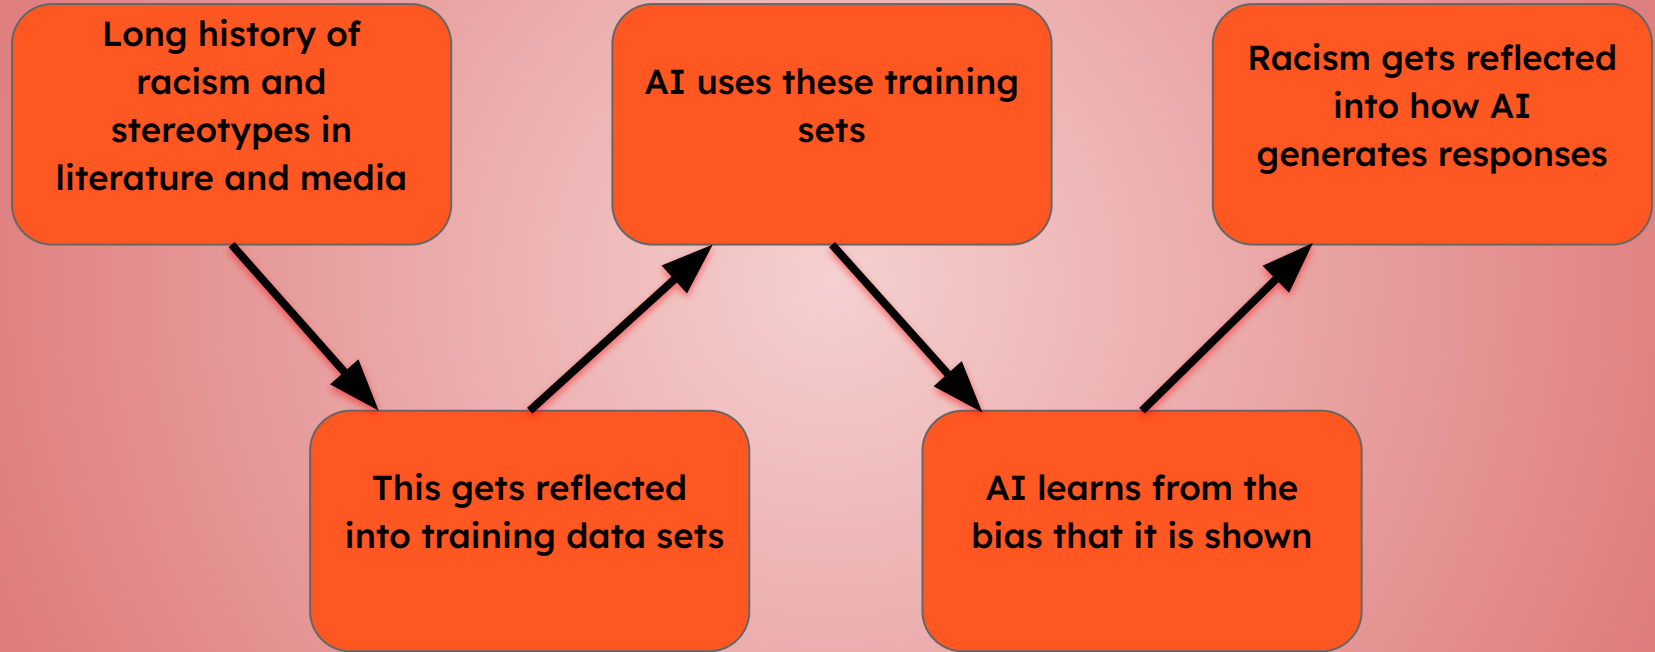 Long history of
racism and
stereotypes in
literature and media
This gets reflected
into training data sets
AI uses these training
sets
AI learns from the
bias that it is shown
Racism gets reflected
into how AI
generates responses